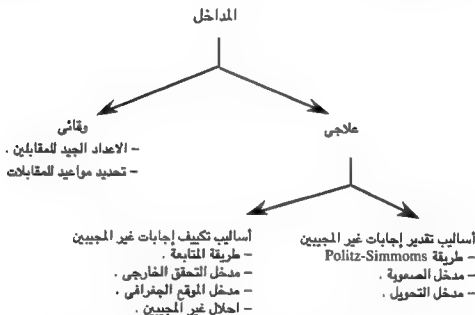 المداخل
علاجى
وقائى
– الاعداد الجيد للمقابلين .
– تحديد مواعيد للمقابلات
أساليب تقدير إجابات غير المجيبين
– طريقة Politz-Simmoms
– مدخل الصعوبة .
– مدخل التحويل .
أساليب تكييف إجابات غير المجيبين
– طريقة المتابعة .
– مدخل التحقق الخارجى .
– مدخل الموقع الجغرافى .
– احلال غير المجيبين .